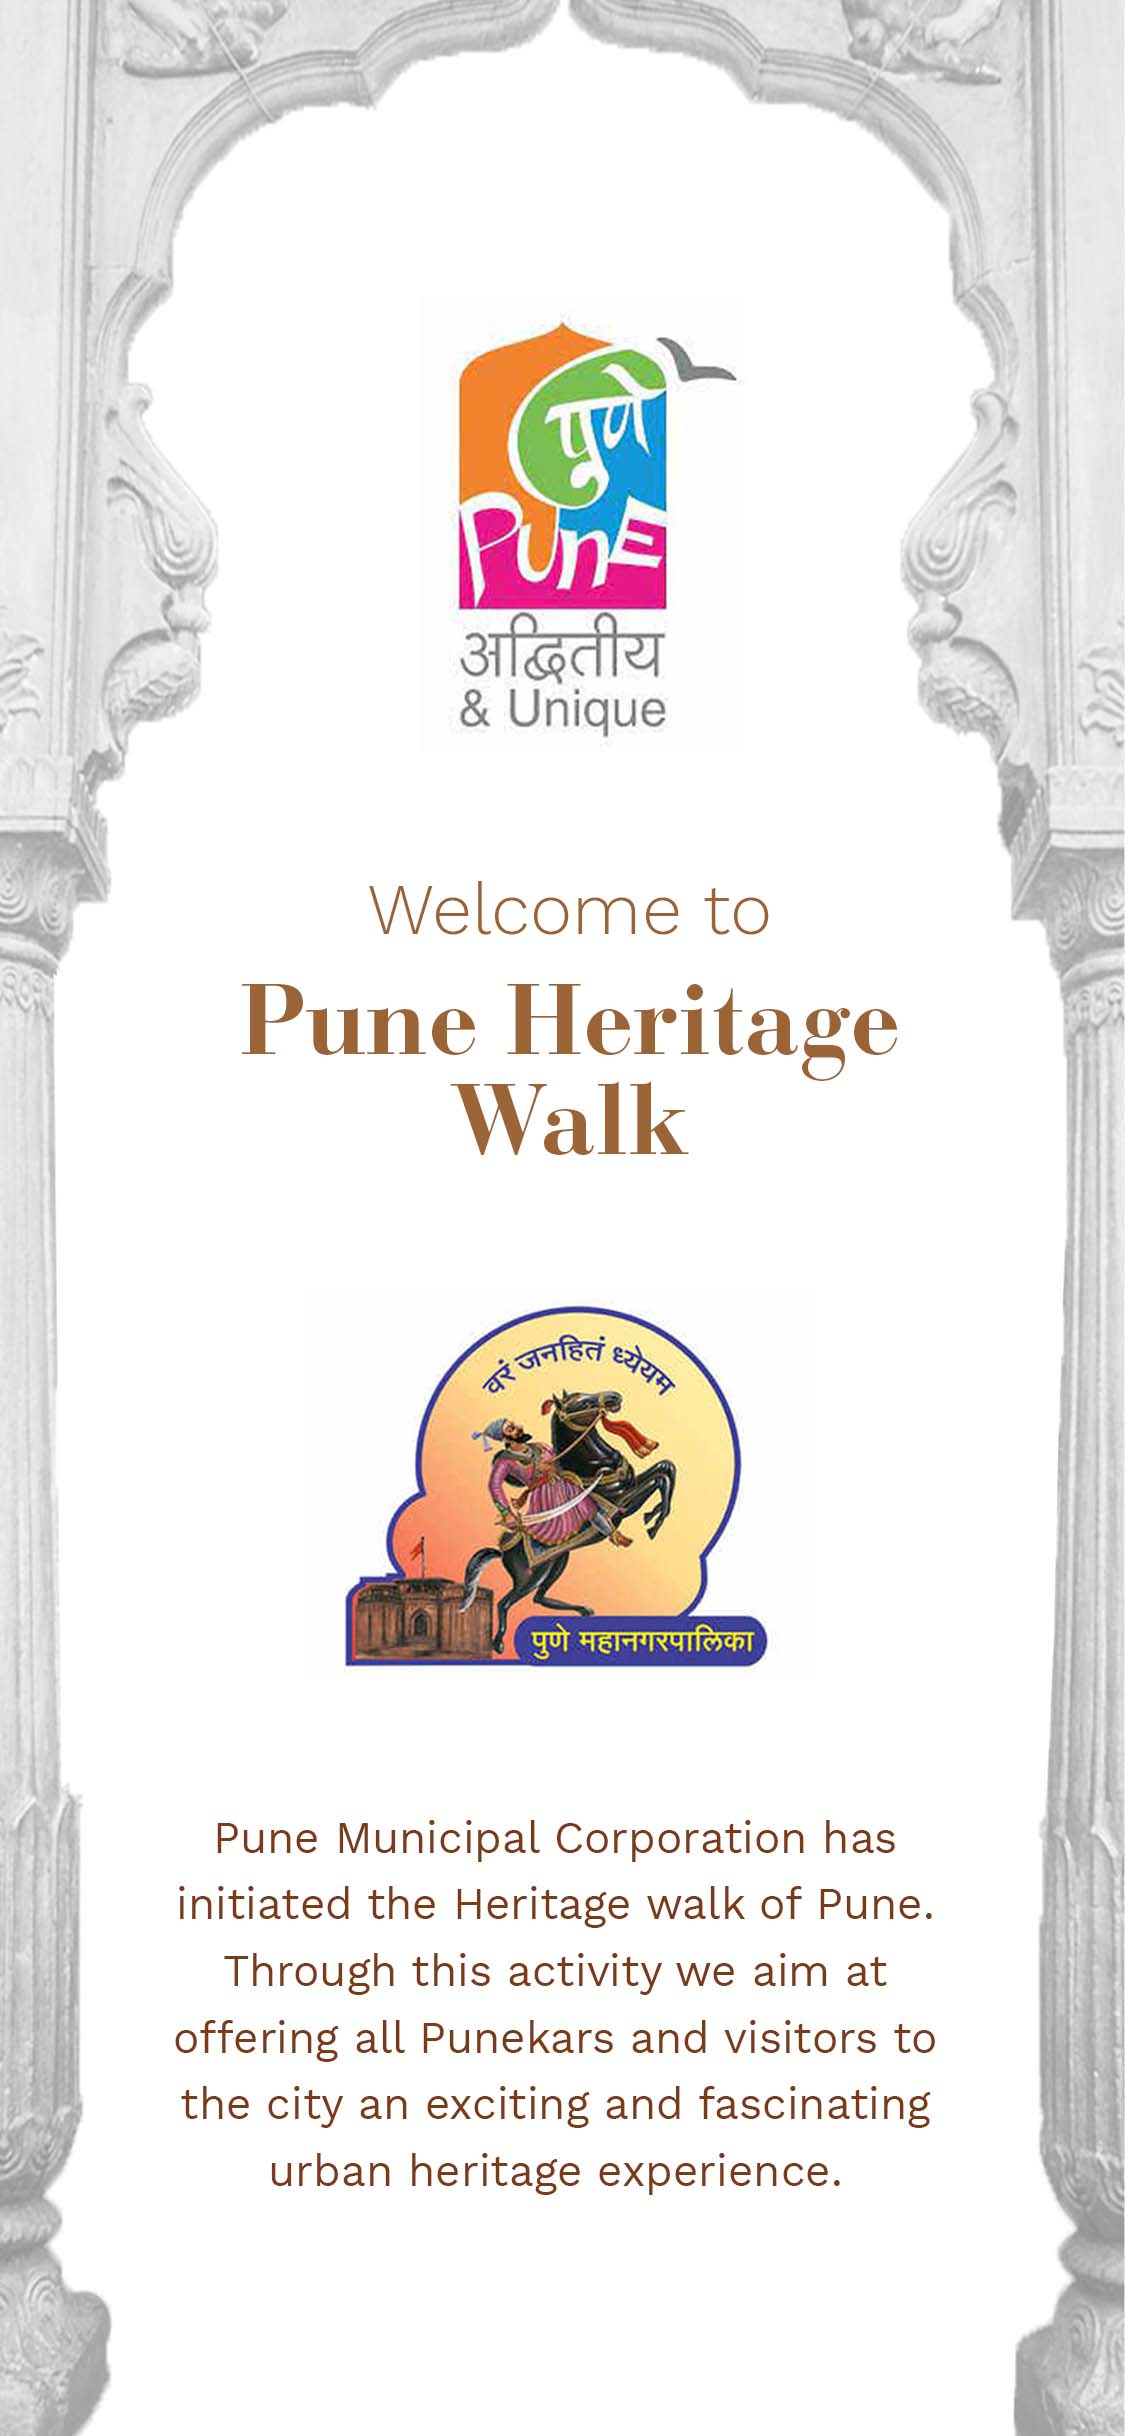 पुणे
PunE
अद्वितीय
& Unique
Welcome to
Pune Heritage
Walk
वरं जनहितं ध्येयम
पुणे महानगरपालिका
Pune Municipal Corporation has
initiated the Heritage walk of Pune.
Through this activity we aim at
offering all Punekars and visitors to
the city an exciting and fascinating
urban heritage experience.